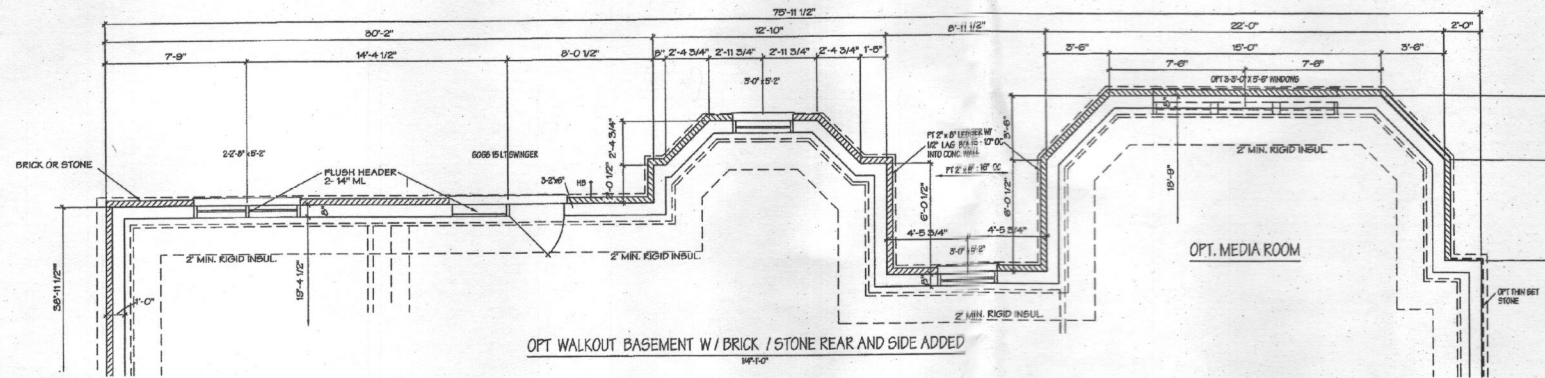 75'-11 1/2"
30'-2"
12'-10"
8'-11 1/2"
22'-0"
2'-0"
7'-9"
14'-4 1/2"
8'-0 1/2"
8"
2'-4 3/4"
2'-11 3/4"
2'-11 3/4"
2'-4 3/4"
1'-5"
3'-6"
15'-0"
3'-6"
7'-6"
7'-6"
3'-0" x 5'-2"
OPT 3-3'-0" X 5'-6" WINDOWS
8"
3'-6"
2'-4 3/4"
PT 2" x 8" LEDGER W/
1/2" LAG BOLTS - 10" OC
INTO CONC. WALL
2" MIN. RIGID INSUL.
BRICK OR STONE
2-2'-8" x 5'-2"
6068 15 LT SWINGER
FLUSH HEADER
2- 14" ML
3-2"x6"
HB
2'-0 1/2"
PT 2" x 8" - 16" OC
6'-0 1/2"
6'-0 1/2"
18'-9"
8"
4'-5 3/4"
4'-5 3/4"
3'-0" x 5'-2"
OPT. MEDIA ROOM
2" MIN. RIGID INSUL.
2" MIN. RIGID INSUL.
8"
OPT THIN SET
STONE
38'-11 1/2"
1'-0"
19'-4 1/2"
2" MIN. RIGID INSUL.
OPT WALKOUT BASEMENT W / BRICK / STONE REAR AND SIDE ADDED
1/4"=1'-0"